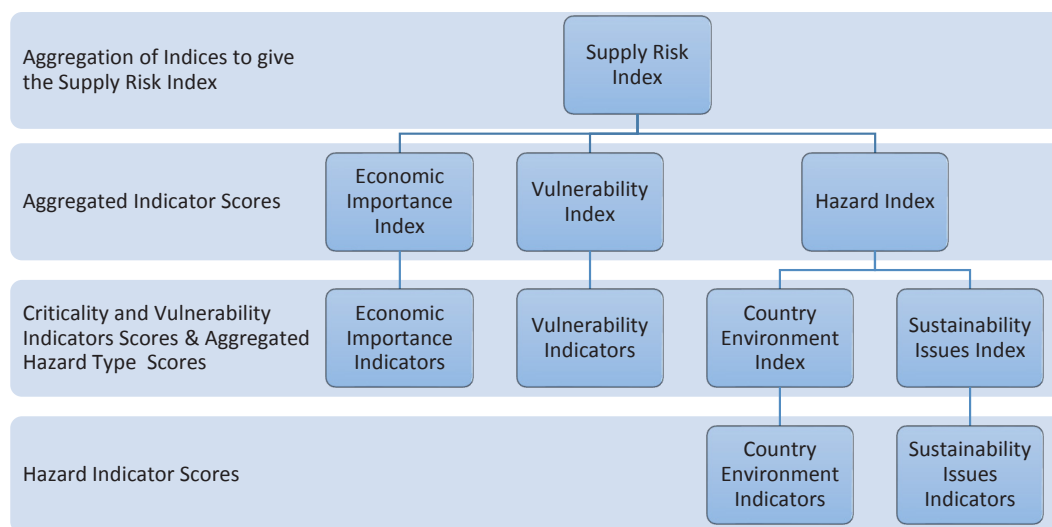 Aggregation of Indices to give
the Supply Risk Index
Supply Risk
Index
Aggregated Indicator Scores
Economic
Importance
Index
Vulnerability
Index
Hazard Index
Criticality and Vulnerability
Indicators Scores & Aggregated
Hazard Type Scores
Economic
Importance
Indicators
Vulnerability
Indicators
Country
Environment
Index
Sustainability
Issues Index
Hazard Indicator Scores
Country
Environment
Indicators
Sustainability
Issues
Indicators